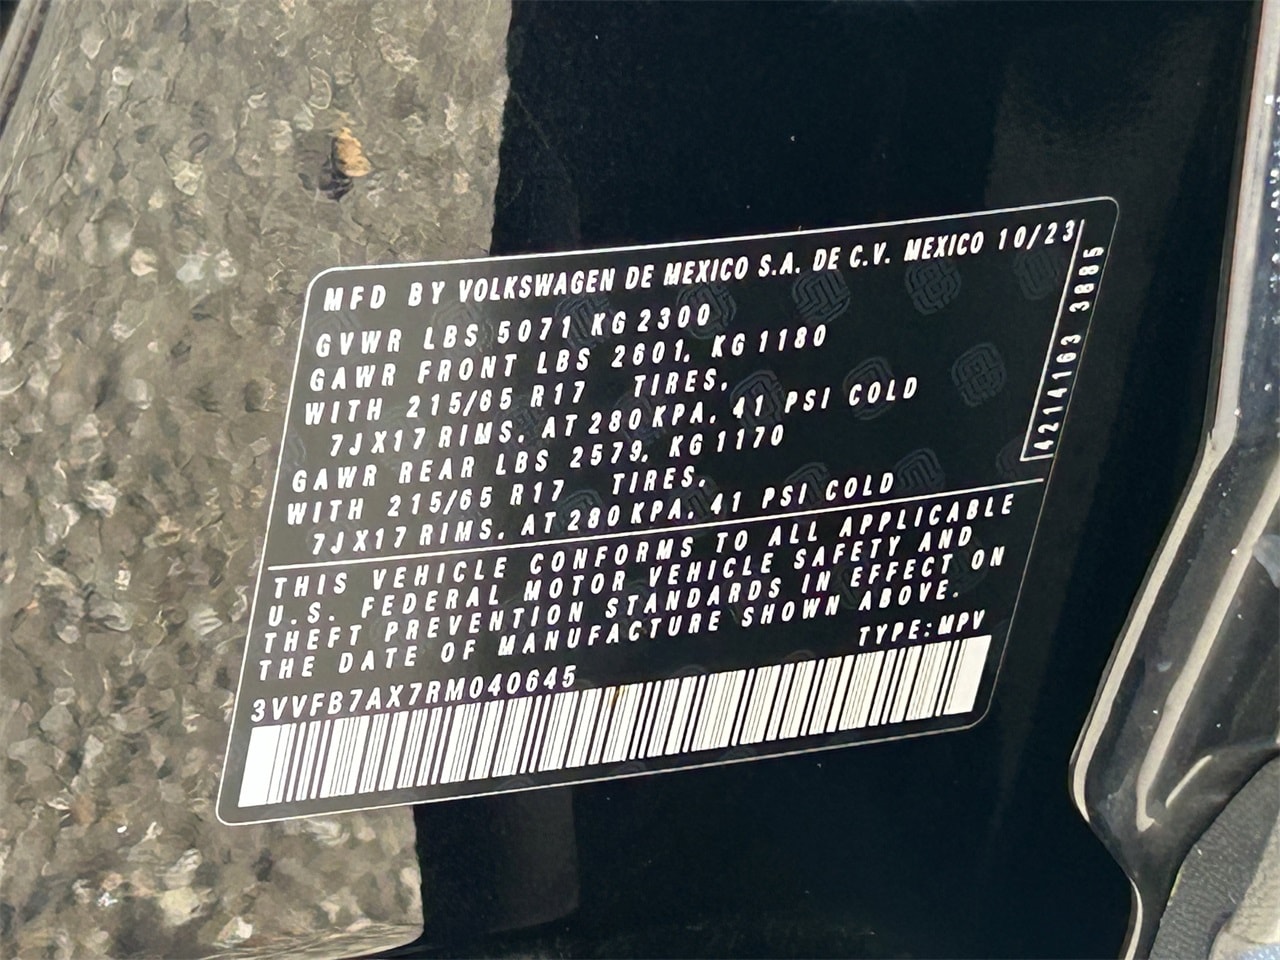 MFD BY VOLKSWAGEN DE MEXICO S.A. DE C.V. MEXICO 10/23
GVWR LBS 5071 KG 2300
GAWR FRONT LBS 2601, KG 1180
WITH 215/65 R17 TIRES,
7JX17 RIMS, AT 280 KPA, 41 PSI COLD
GAWR REAR LBS 2579, KG 1170
WITH 215/65 R17 TIRES,
7JX17 RIMS, AT 280 KPA, 41 PSI COLD
4214163 3885
THIS VEHICLE CONFORMS TO ALL APPLICABLE
U.S. FEDERAL MOTOR VEHICLE SAFETY AND
THEFT PREVENTION STANDARDS IN EFFECT ON
THE DATE OF MANUFACTURE SHOWN ABOVE.
TYPE: MPV
3VVFB7AX7RM040645